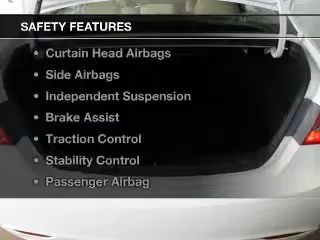 SAFETY FEATURES
• Curtain Head Airbags
• Side Airbags
• Independent Suspension
• Brake Assist
• Traction Control
• Stability Control
• Passenger Airbag